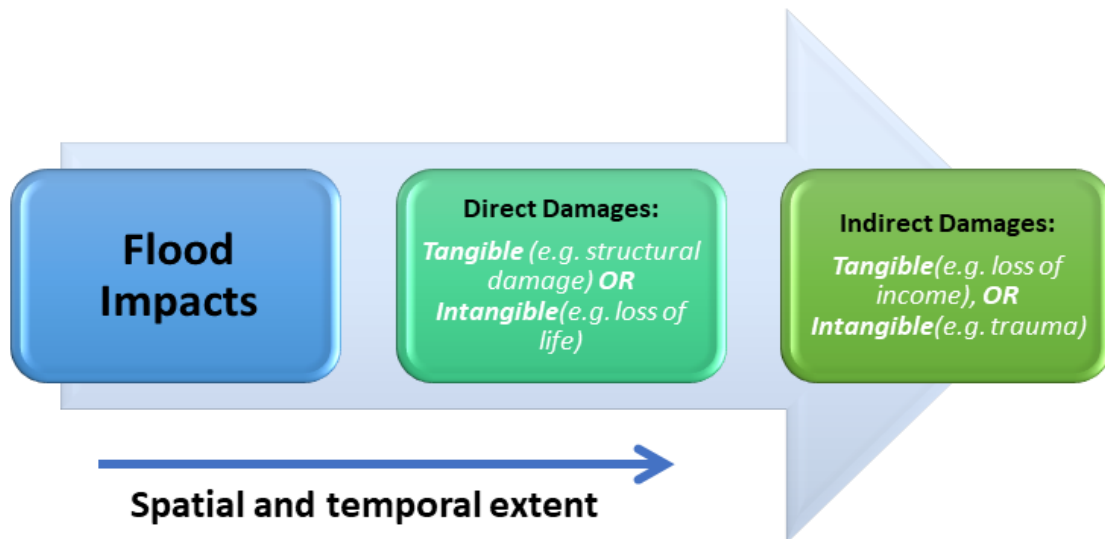 Flood
Impacts
Direct Damages:
Tangible (e.g. structural
damage) OR
Intangible(e.g. loss of
life)
Indirect Damages:
Tangible(e.g. loss of
income), OR
Intangible(e.g. trauma)
Spatial and temporal extent